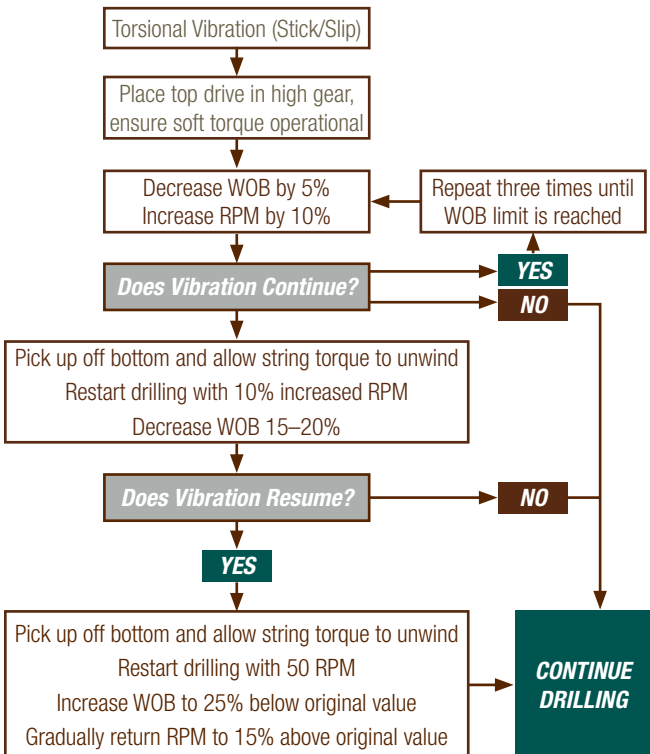 Torsional Vibration (Stick/Slip)
Place top drive in high gear,
ensure soft torque operational
Decrease WOB by 5%
Increase RPM by 10%
Repeat three times until
WOB limit is reached
Does Vibration Continue?
YES
NO
Pick up off bottom and allow string torque to unwind
Restart drilling with 10% increased RPM
Decrease WOB 15–20%
Does Vibration Resume?
NO
YES
Pick up off bottom and allow string torque to unwind
Restart drilling with 50 RPM
Increase WOB to 25% below original value
Gradually return RPM to 15% above original value
CONTINUE
DRILLING